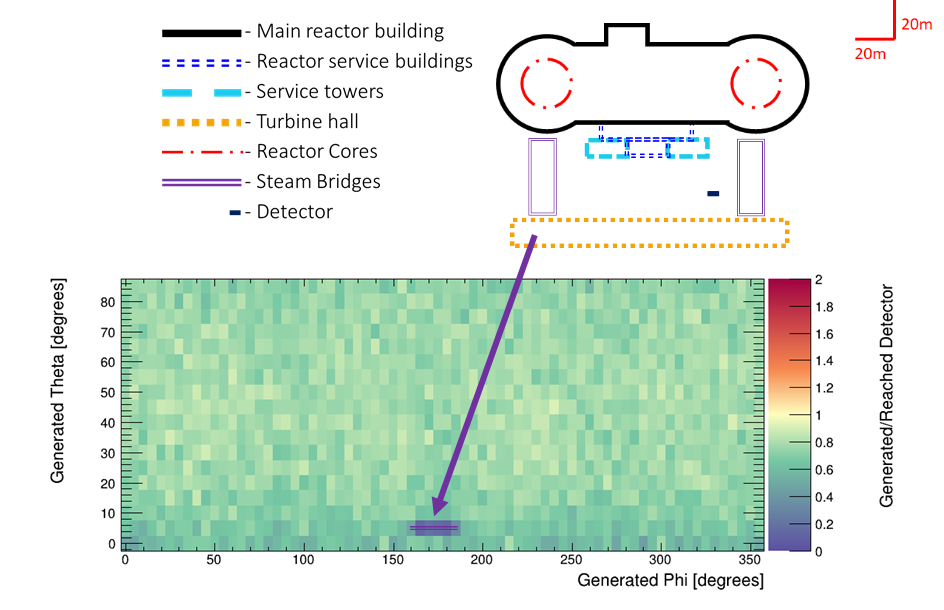 - Main reactor building
- Reactor service buildings
- Service towers
- Turbine hall
- Reactor Cores
- Steam Bridges
- Detector
20m
20m
Generated Theta [degrees]
80
70
60
50
40
30
20
10
0
0
50
100
150
200
250
300
350
Generated Phi [degrees]
2
1.8
1.6
1.4
1.2
1
0.8
0.6
0.4
0.2
0
Generated/Reached Detector